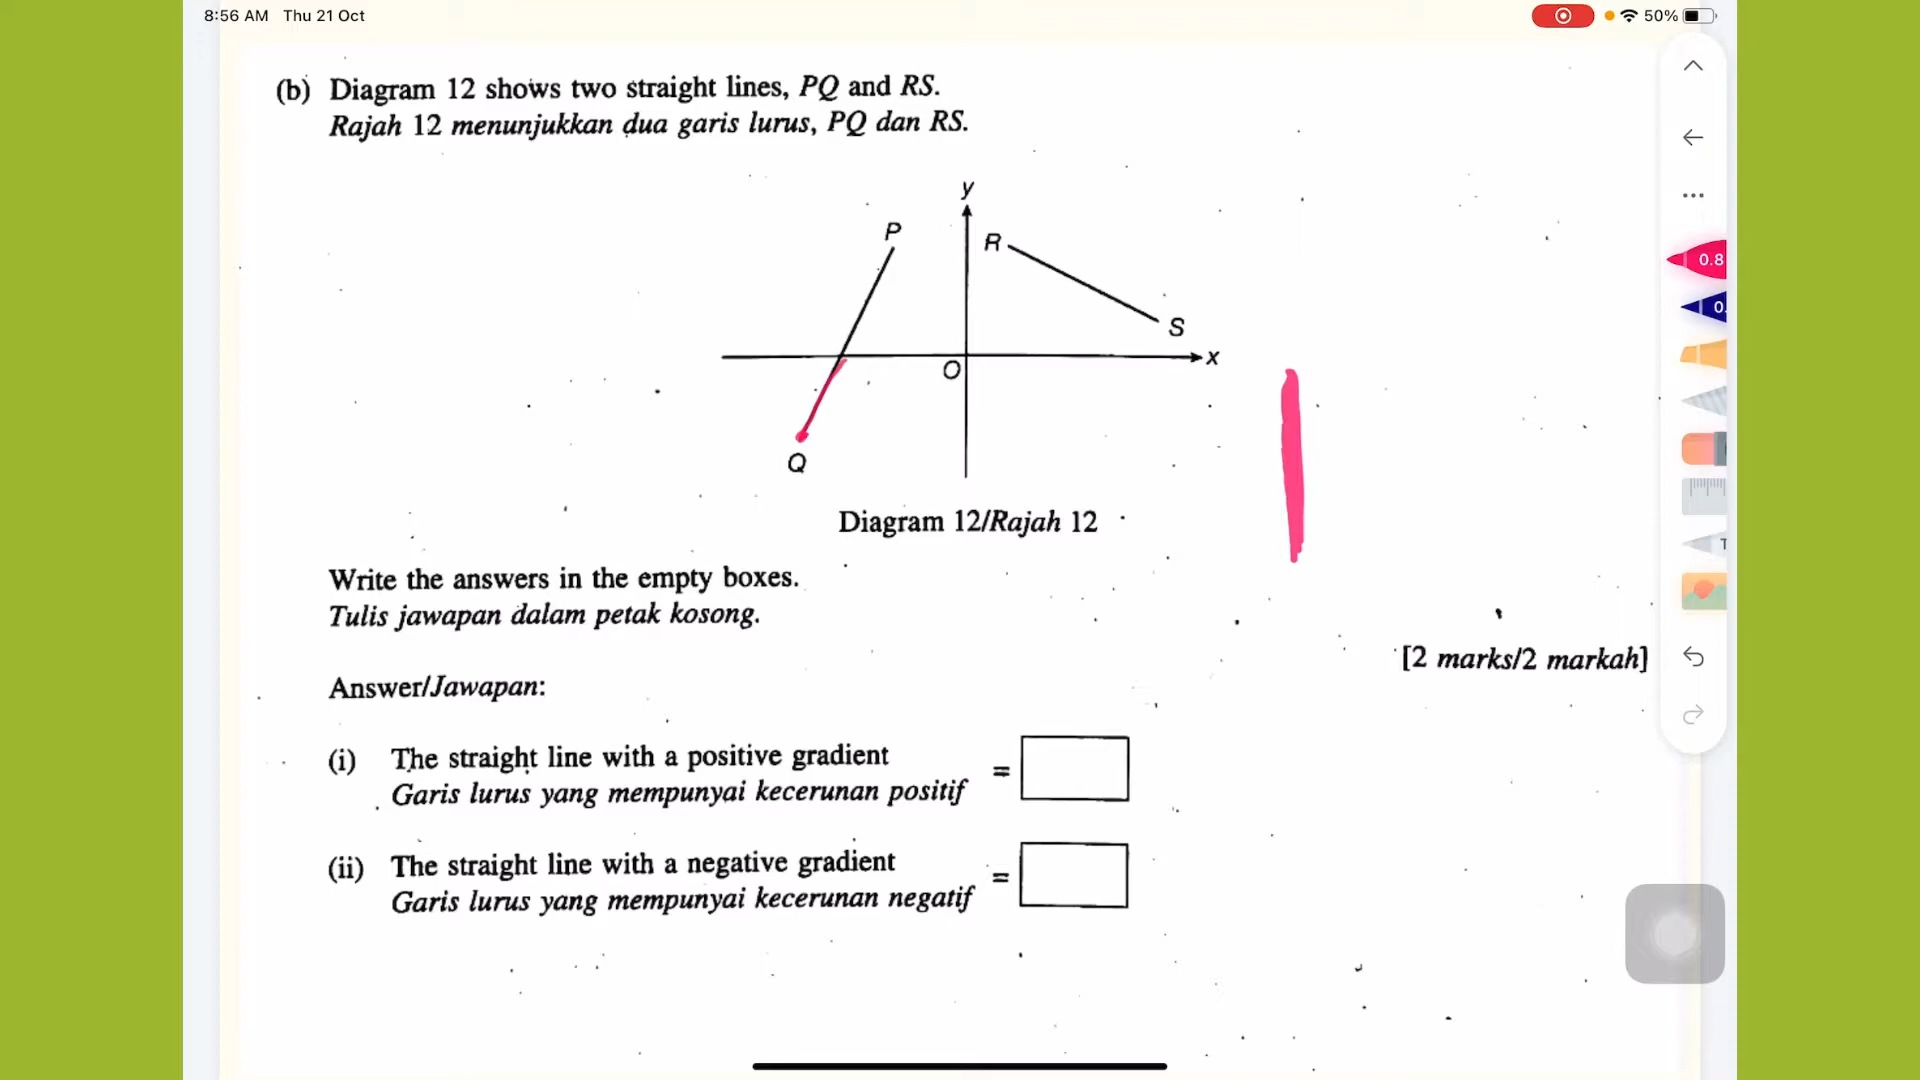 8:56 AM Thu 21 Oct
50%
(b) Diagram 12 shows two straight lines, PQ and RS.
Rajah 12 menunjukkan dua garis lurus, PQ dan RS.
y
P
R
S
x
O
Q
Diagram 12/Rajah 12
Write the answers in the empty boxes.
Tulis jawapan dalam petak kosong.
[2 marks/2 markah]
Answer/Jawapan:
(i) The straight line with a positive gradient =
Garis lurus yang mempunyai kecerunan positif
(ii) The straight line with a negative gradient =
Garis lurus yang mempunyai kecerunan negatif
0.8
0.
T